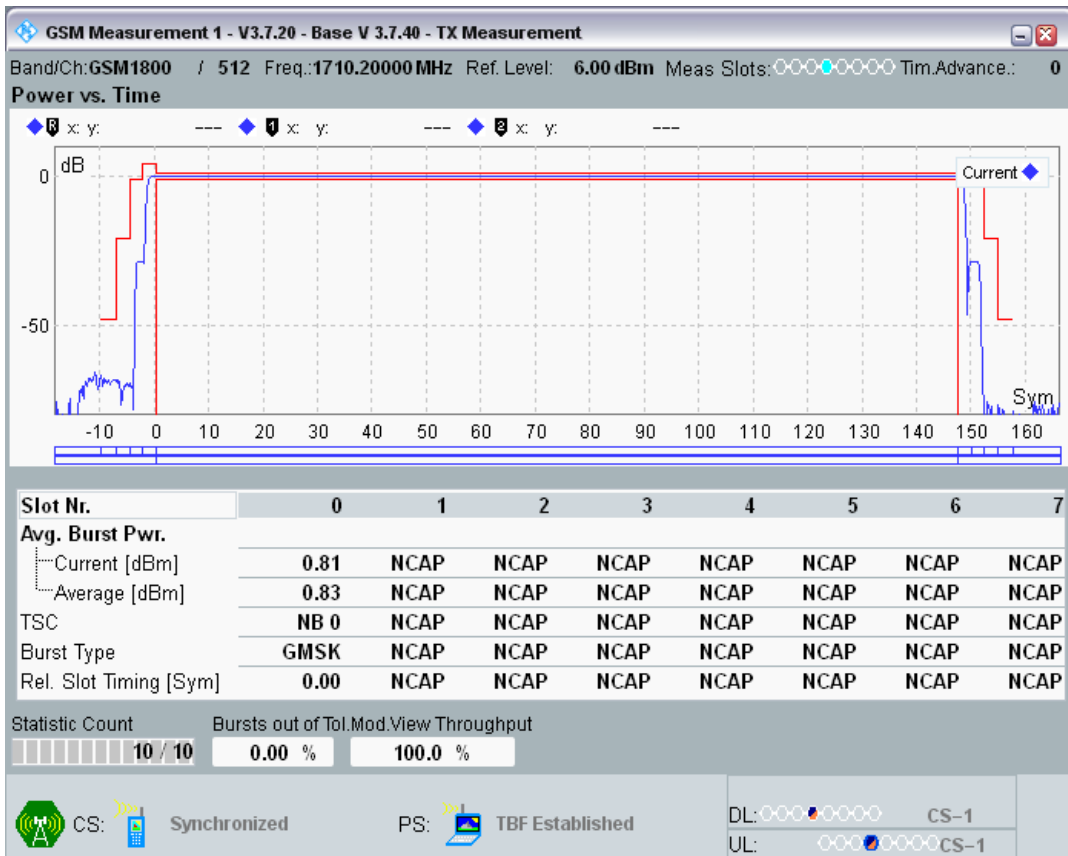 GSM Measurement 1 - V3.7.20 - Base V 3.7.40 - TX Measurement
Band/Ch:GSM1800 / 512 Freq.:1710.20000 MHz Ref. Level: 6.00 dBm Meas Slots: Tim.Advance.: 0
Power vs. Time
R x: y: --- 1 x: y: --- 2 x: y: ---
dB
Current
0
-50
Sym
-10 0 10 20 30 40 50 60 70 80 90 100 110 120 130 140 150 160
Slot Nr. 0 1 2 3 4 5 6 7
Avg. Burst Pwr.
Current [dBm] 0.81 NCAP NCAP NCAP NCAP NCAP NCAP NCAP
Average [dBm] 0.83 NCAP NCAP NCAP NCAP NCAP NCAP NCAP
TSC NB 0 NCAP NCAP NCAP NCAP NCAP NCAP NCAP
Burst Type GMSK NCAP NCAP NCAP NCAP NCAP NCAP NCAP
Rel. Slot Timing [Sym] 0.00 NCAP NCAP NCAP NCAP NCAP NCAP NCAP
Statistic Count Bursts out of Tol.Mod.View Throughput
10 / 10 0.00 % 100.0 %
CS: Synchronized PS: TBF Established DL: CS-1
UL: CS-1